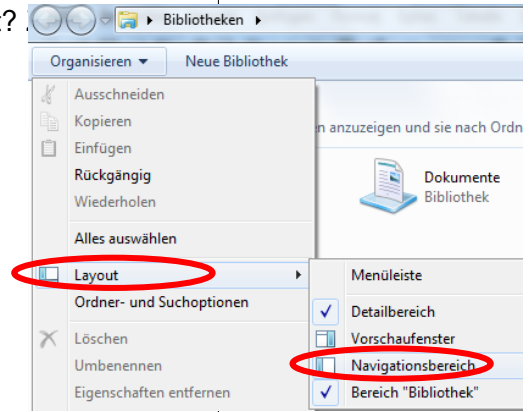 ?
Bibliotheken
Organisieren Neue Bibliothek
Ausschneiden
Kopieren
Einfügen
Rückgängig
Wiederholen
Alles auswählen
Layout
Ordner- und Suchoptionen
Löschen
Umbenennen
Eigenschaften entfernen
anzuzeigen und sie nach Ordn
Dokumente
Bibliothek
Menüleiste
Detailbereich
Vorschaufenster
Navigationsbereich
Bereich "Bibliothek"